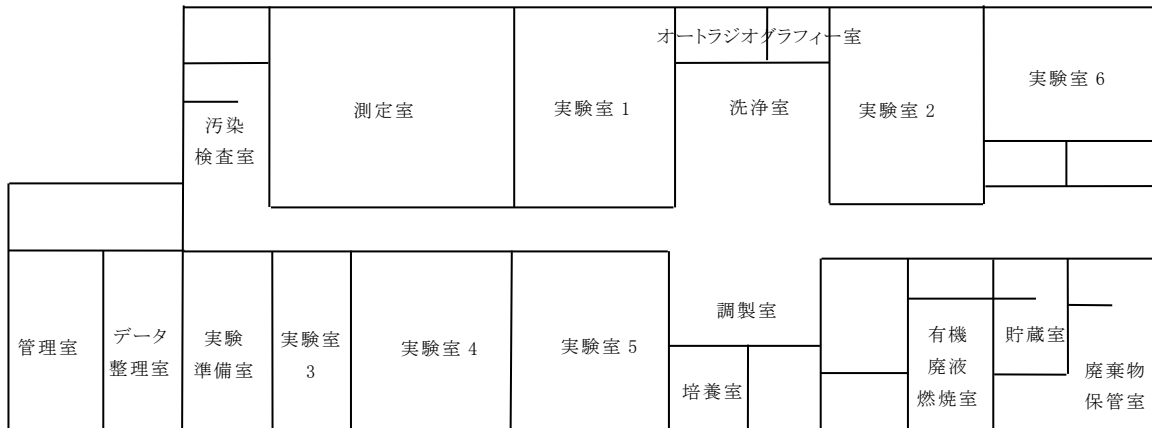 オートラジオグラフィー室
実験室 6
測定室
実験室 1
洗浄室
実験室 2
汚染
検査室
調製室
管理室
データ
整理室
実験
準備室
実験室
3
実験室 4
実験室 5
培養室
有機
廃液
燃焼室
貯蔵室
廃棄物
保管室